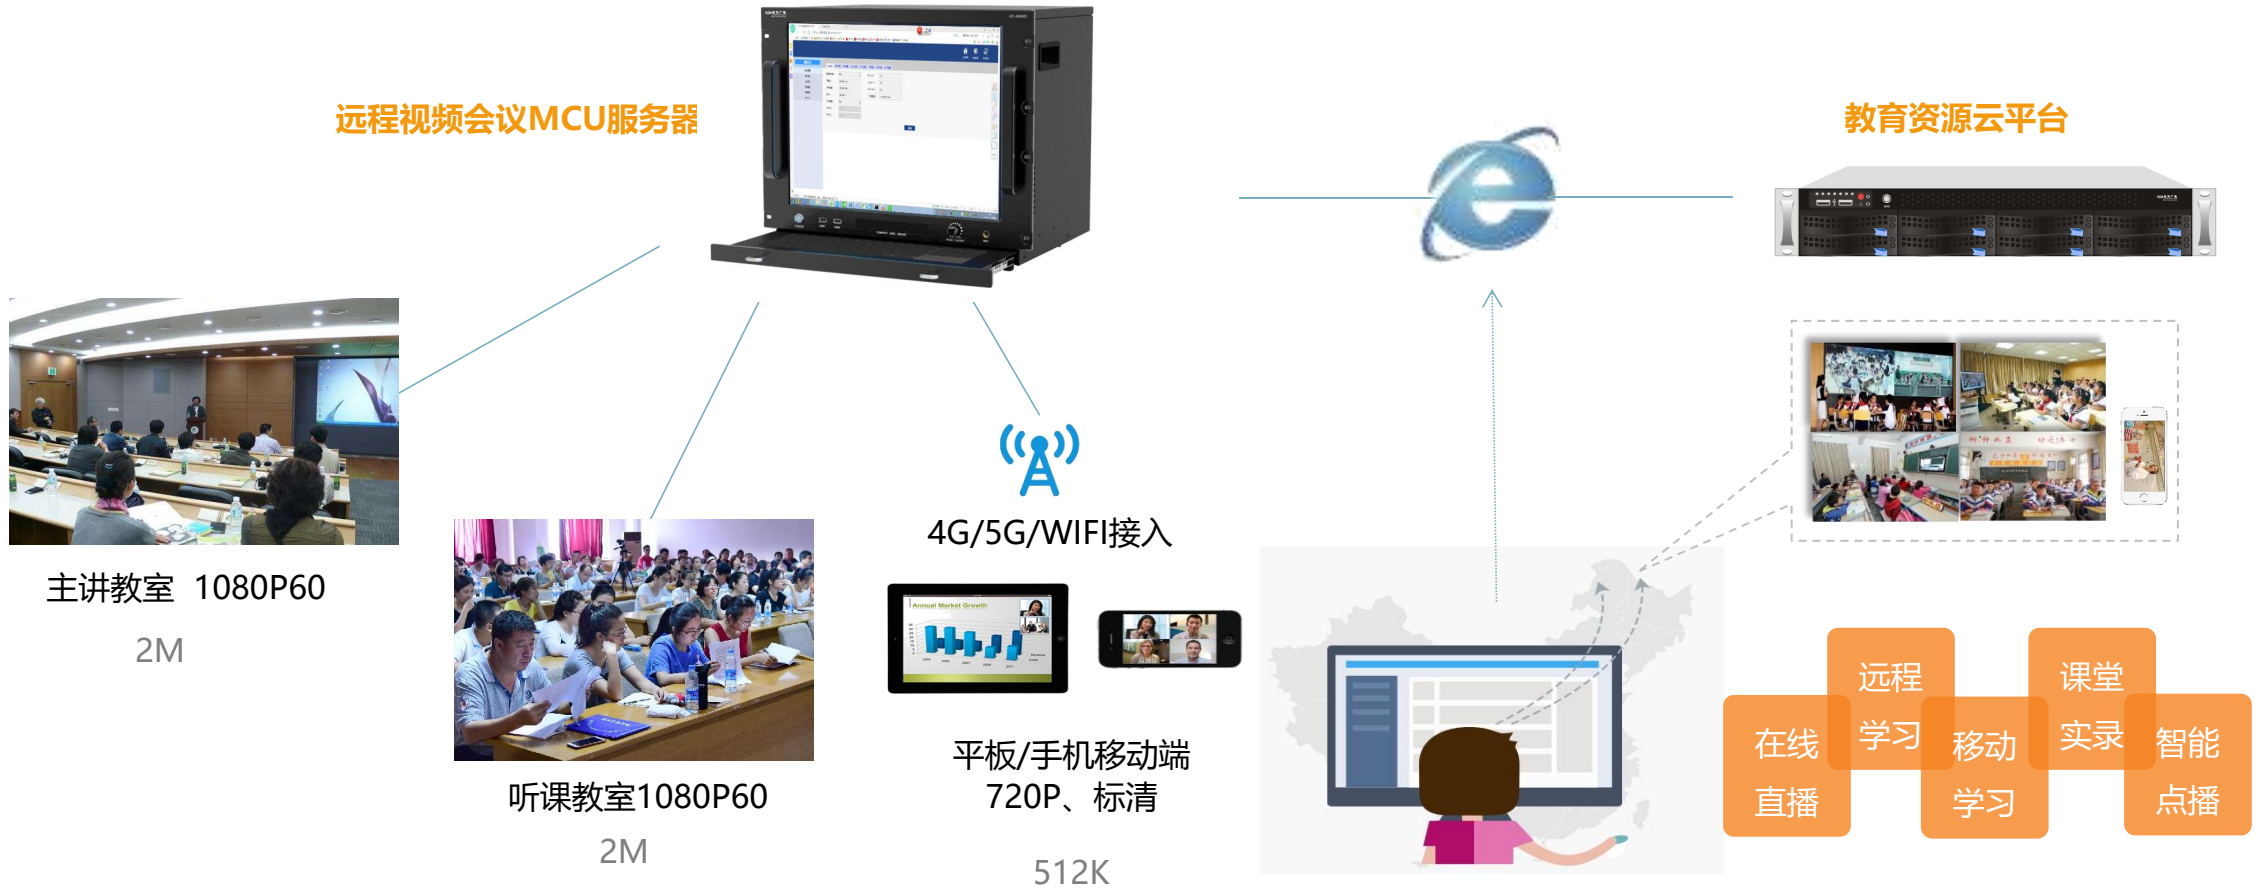 远程视频会议MCU服务器
教育资源云平台
主讲教室 1080P60
2M
听课教室1080P60
2M
4G/5G/WIFI接入
Annual Market Growth
平板/手机移动端
720P、标清
512K
在线
直播
远程
学习
移动
学习
课堂
实录
智能
点播